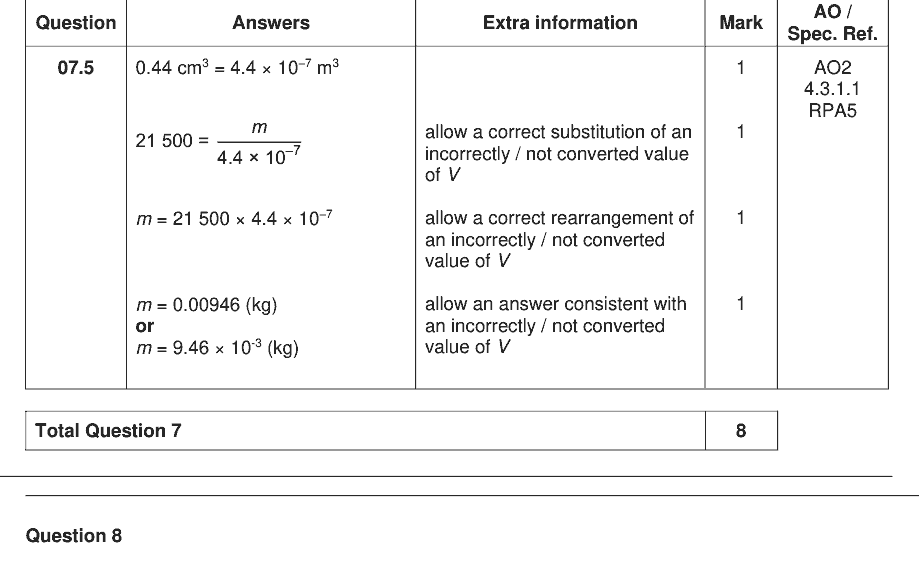 Question Answers Extra information Mark AO / Spec. Ref.
07.5 0.44 cm³ = 4.4 × 10⁻⁷ m³ 1 AO2
4.3.1.1
RPA5
21 500 = m / 4.4 × 10⁻⁷ allow a correct substitution of an 1
incorrectly / not converted value
of V
m = 21 500 × 4.4 × 10⁻⁷ allow a correct rearrangement of 1
an incorrectly / not converted
value of V
m = 0.00946 (kg) allow an answer consistent with 1
or an incorrectly / not converted
m = 9.46 × 10⁻³ (kg) value of V
Total Question 7 8
Question 8